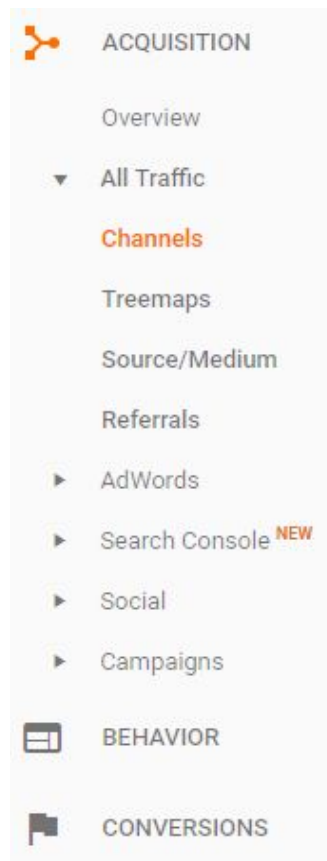 ACQUISITION
Overview
All Traffic
Channels
Treemaps
Source/Medium
Referrals
AdWords
Search Console NEW
Social
Campaigns
BEHAVIOR
CONVERSIONS